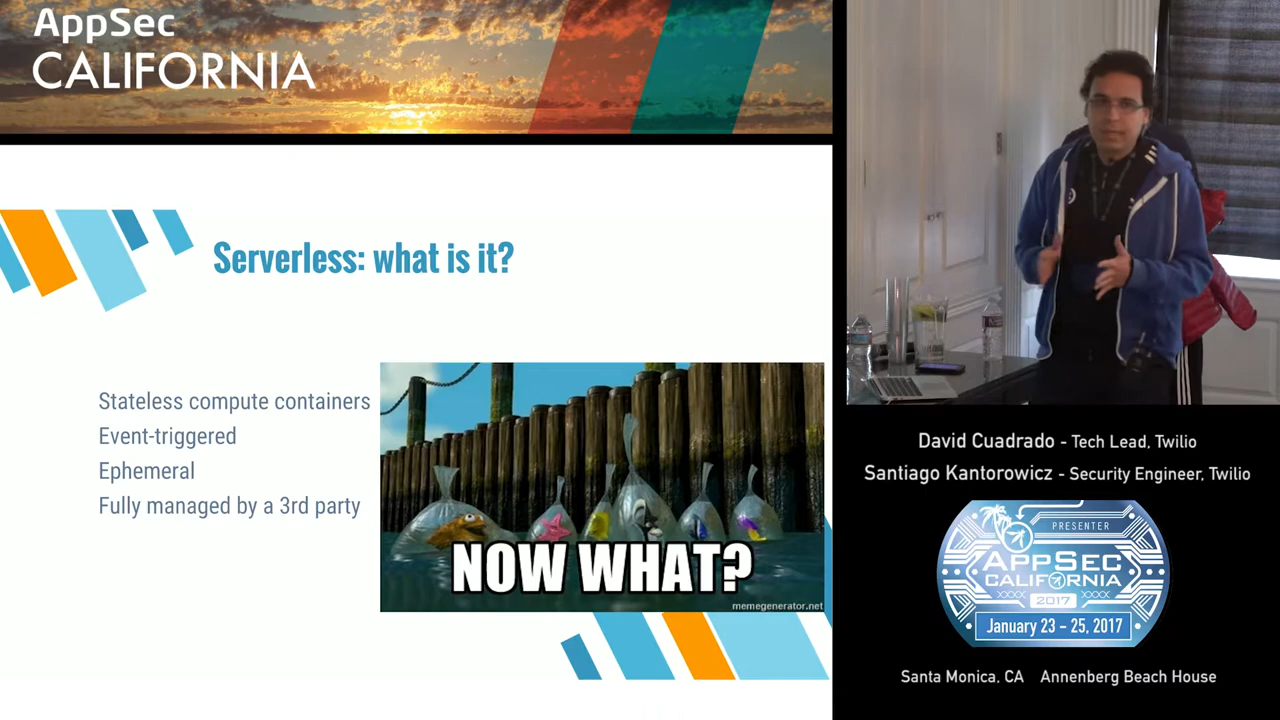 AppSec
CALIFORNIA
Serverless: what is it?
Stateless compute containers
Event-triggered
Ephemeral
Fully managed by a 3rd party
NOW WHAT?
memegenerator.net
David Cuadrado - Tech Lead, Twilio
Santiago Kantorowicz - Security Engineer, Twilio
PRESENTER
APPSEC
CALIFORNIA
XXXX 2017 XXXX
January 23 - 25, 2017
Santa Monica, CA Annenberg Beach House